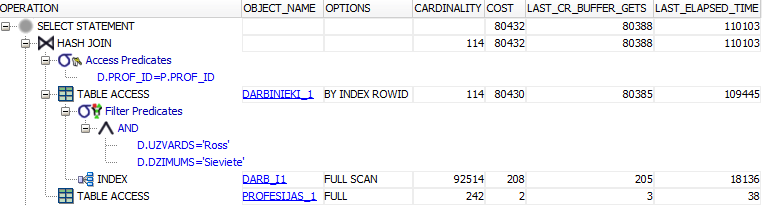 OPERATION OBJECT_NAME OPTIONS CARDINALITY COST LAST_CR_BUFFER_GETS LAST_ELAPSED_TIME
SELECT STATEMENT 80432 80388 110103
HASH JOIN 114 80432 80388 110103
Access Predicates
D.PROF_ID=P.PROF_ID
TABLE ACCESS DARBINIEKI_1 BY INDEX ROWID 114 80430 80385 109445
Filter Predicates
AND
D.UZVARDS='Ross'
D.DZIMUMS='Sieviete'
INDEX DARB_I1 FULL SCAN 92514 208 205 18136
TABLE ACCESS PROFESIJAS_1 FULL 242 2 3 38